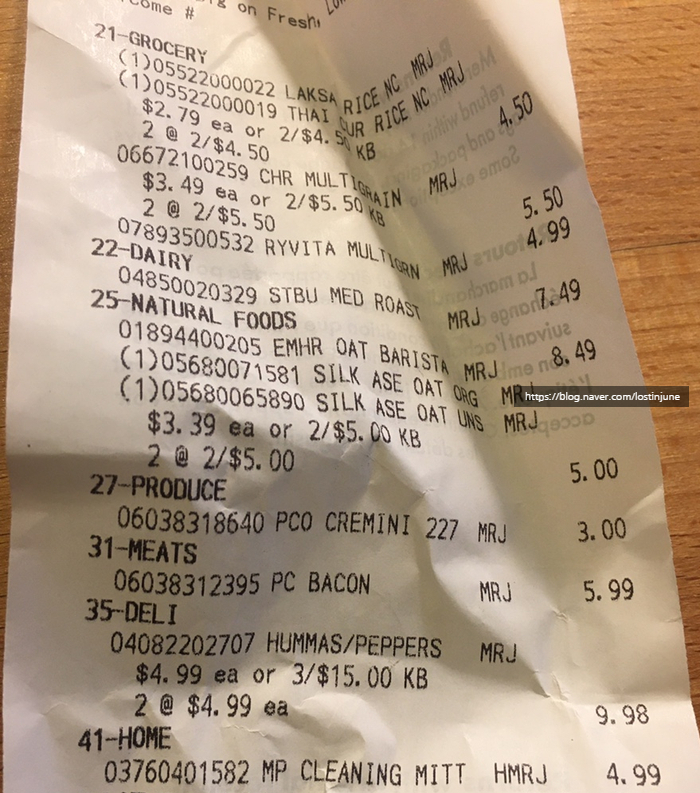 on Fresh
come #
21-GROCERY
(1)05522000022 LAKSA RICE NC MRJ
(1)05522000019 THAI CUR RICE NC MRJ
$2.79 ea or 2/$4.50 KB
2 @ 2/$4.50 4.50
06672100259 CHR MULTIGRAIN MRJ
$3.49 ea or 2/$5.50 KB
2 @ 2/$5.50 5.50
07893500532 RYVITA MULTIGRN MRJ 4.99
22-DAIRY
04850020329 STBU MED ROAST MRJ 7.49
25-NATURAL FOODS
01894400205 EMHR OAT BARISTA MRJ 8.49
(1)05680071581 SILK ASE OAT ORG MRJ
(1)05680065890 SILK ASE OAT UNS MRJ
$3.39 ea or 2/$5.00 KB
2 @ 2/$5.00 5.00
27-PRODUCE
06038318640 PCO CREMINI 227 MRJ 3.00
31-MEATS
06038312395 PC BACON MRJ 5.99
35-DELI
04082202707 HUMMAS/PEPPERS MRJ
$4.99 ea or 3/$15.00 KB
2 @ $4.99 ea 9.98
41-HOME
03760401582 MP CLEANING MITT HMRJ 4.99
https://blog.naver.com/lostinjune